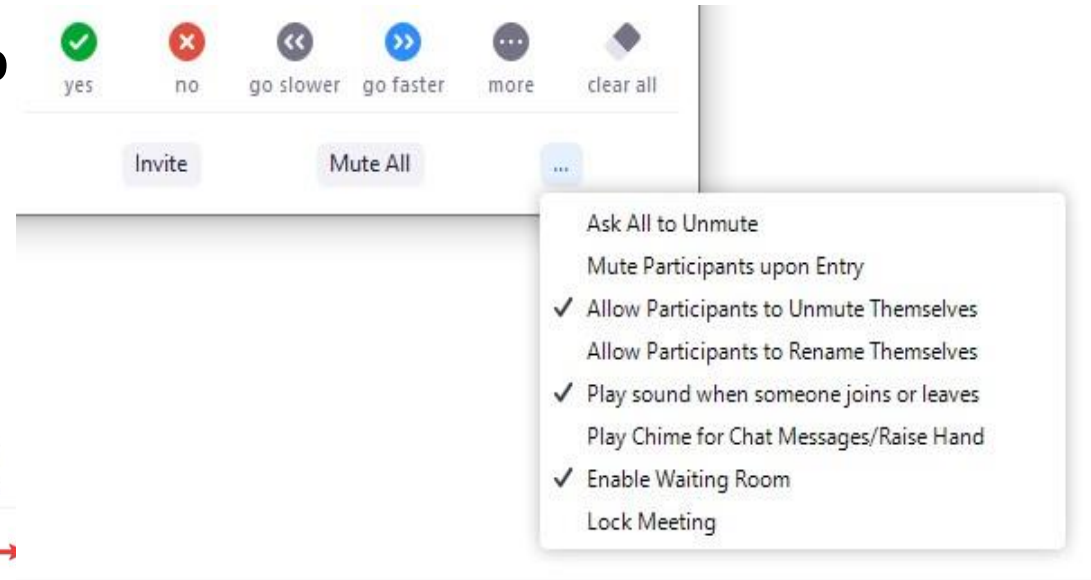 yes no go slower go faster more clear all
Invite Mute All ...
Ask All to Unmute
Mute Participants upon Entry
Allow Participants to Unmute Themselves
Allow Participants to Rename Themselves
Play sound when someone joins or leaves
Play Chime for Chat Messages/Raise Hand
Enable Waiting Room
Lock Meeting